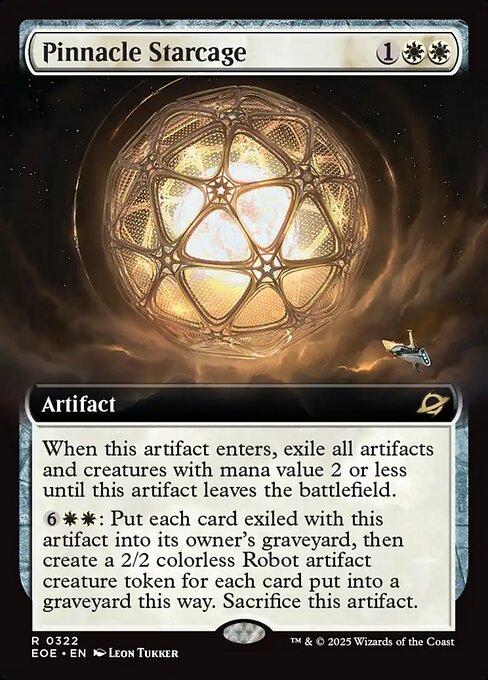 Pinnacle Starcage 1
Artifact
When this artifact enters, exile all artifacts
and creatures with mana value 2 or less
until this artifact leaves the battlefield.
6: Put each card exiled with this
artifact into its owner's graveyard, then
create a 2/2 colorless Robot artifact
creature token for each card put into a
graveyard this way. Sacrifice this artifact.
R 0322
EOE • EN Leon Tukker
™ & © 2025 Wizards of the Coast